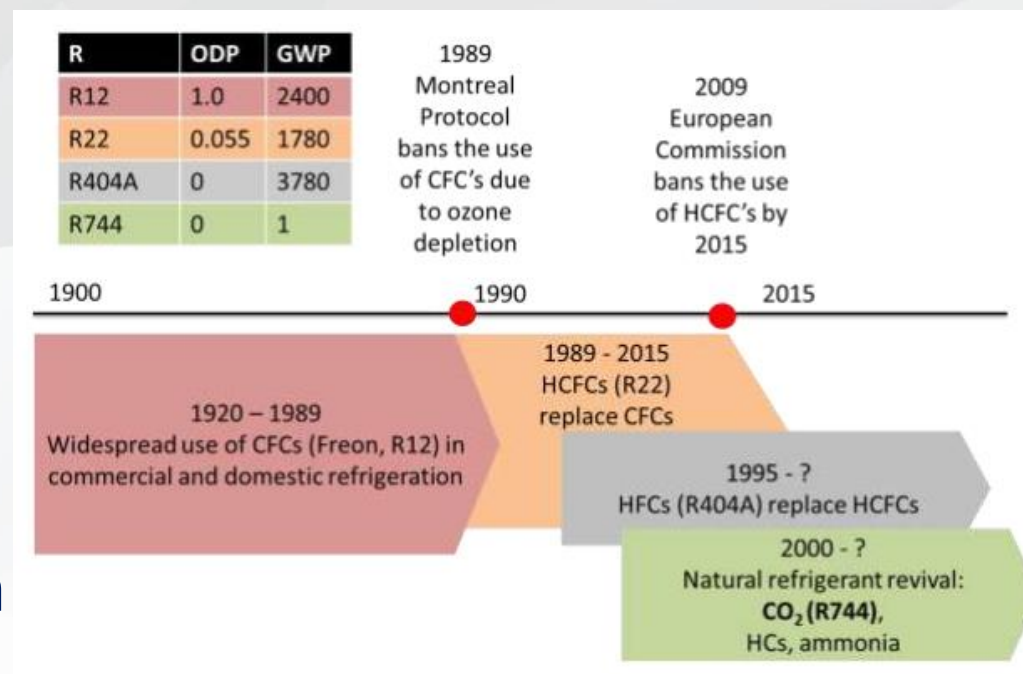 R ODP GWP
R12 1.0 2400
R22 0.055 1780
R404A 0 3780
R744 0 1
1989
Montreal
Protocol
bans the use
of CFC's due
to ozone
depletion
2009
European
Commission
bans the use
of HCFC's by
2015
1900 1990 2015
1920 – 1989
Widespread use of CFCs (Freon, R12) in
commercial and domestic refrigeration
1989 - 2015
HCFCs (R22)
replace CFCs
1995 - ?
HFCs (R404A) replace HCFCs
2000 - ?
Natural refrigerant revival:
CO₂ (R744),
HCs, ammonia